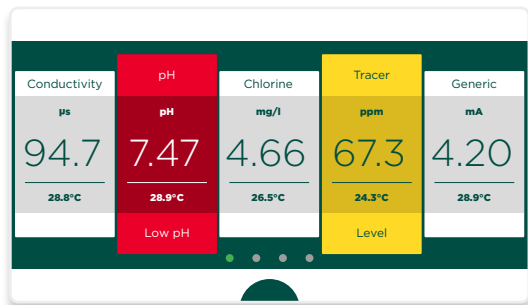 Conductivity
µs
94.7
28.8°C
pH
pH
7.47
28.9°C
Low pH
Chlorine
mg/l
4.66
26.5°C
Tracer
ppm
67.3
24.3°C
Level
Generic
mA
4.20
28.9°C